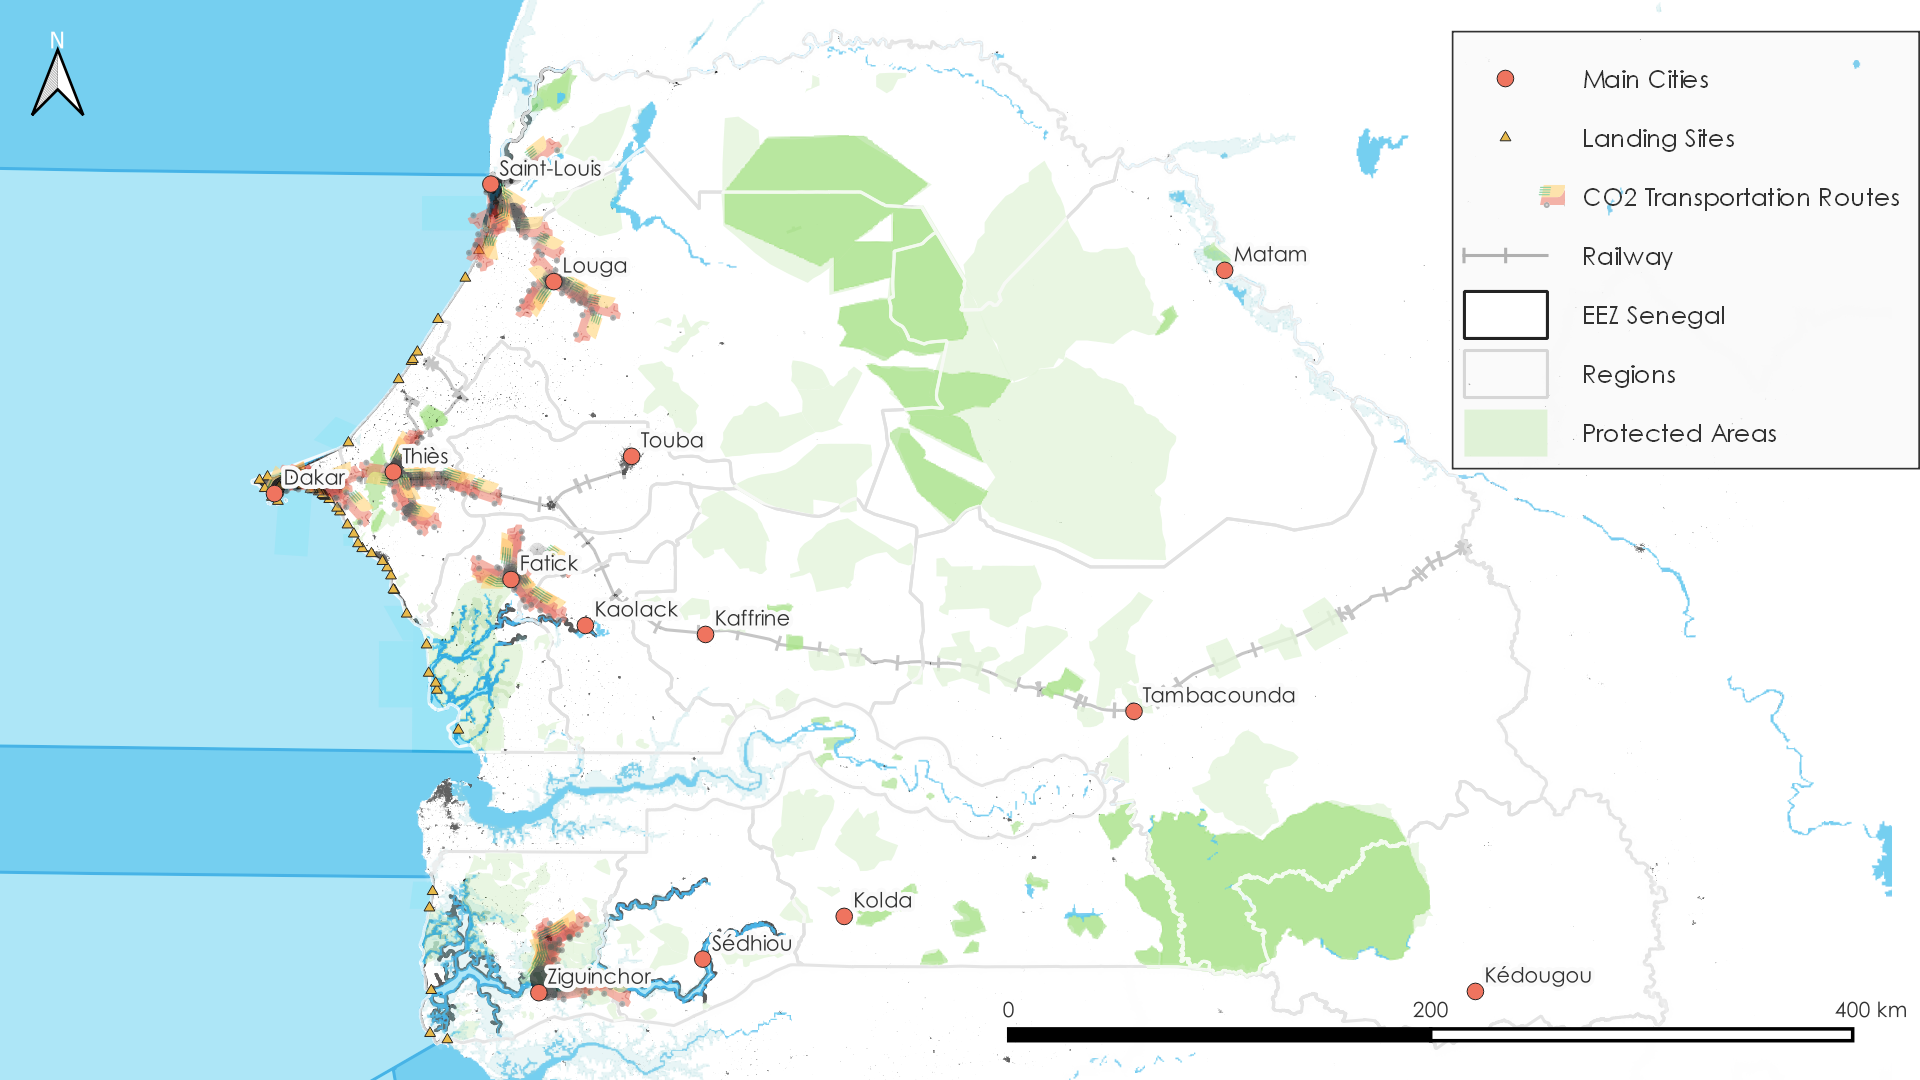 N
Main Cities
Landing Sites
CO2 Transportation Routes
Railway
EEZ Senegal
Regions
Protected Areas
Saint-Louis
Louga
Matam
Touba
Thiès
Dakar
Fatick
Kaolack
Kaffrine
Tambacounda
Kolda
Sédhiou
Ziguinchor
Kédougou
0
200
400 km